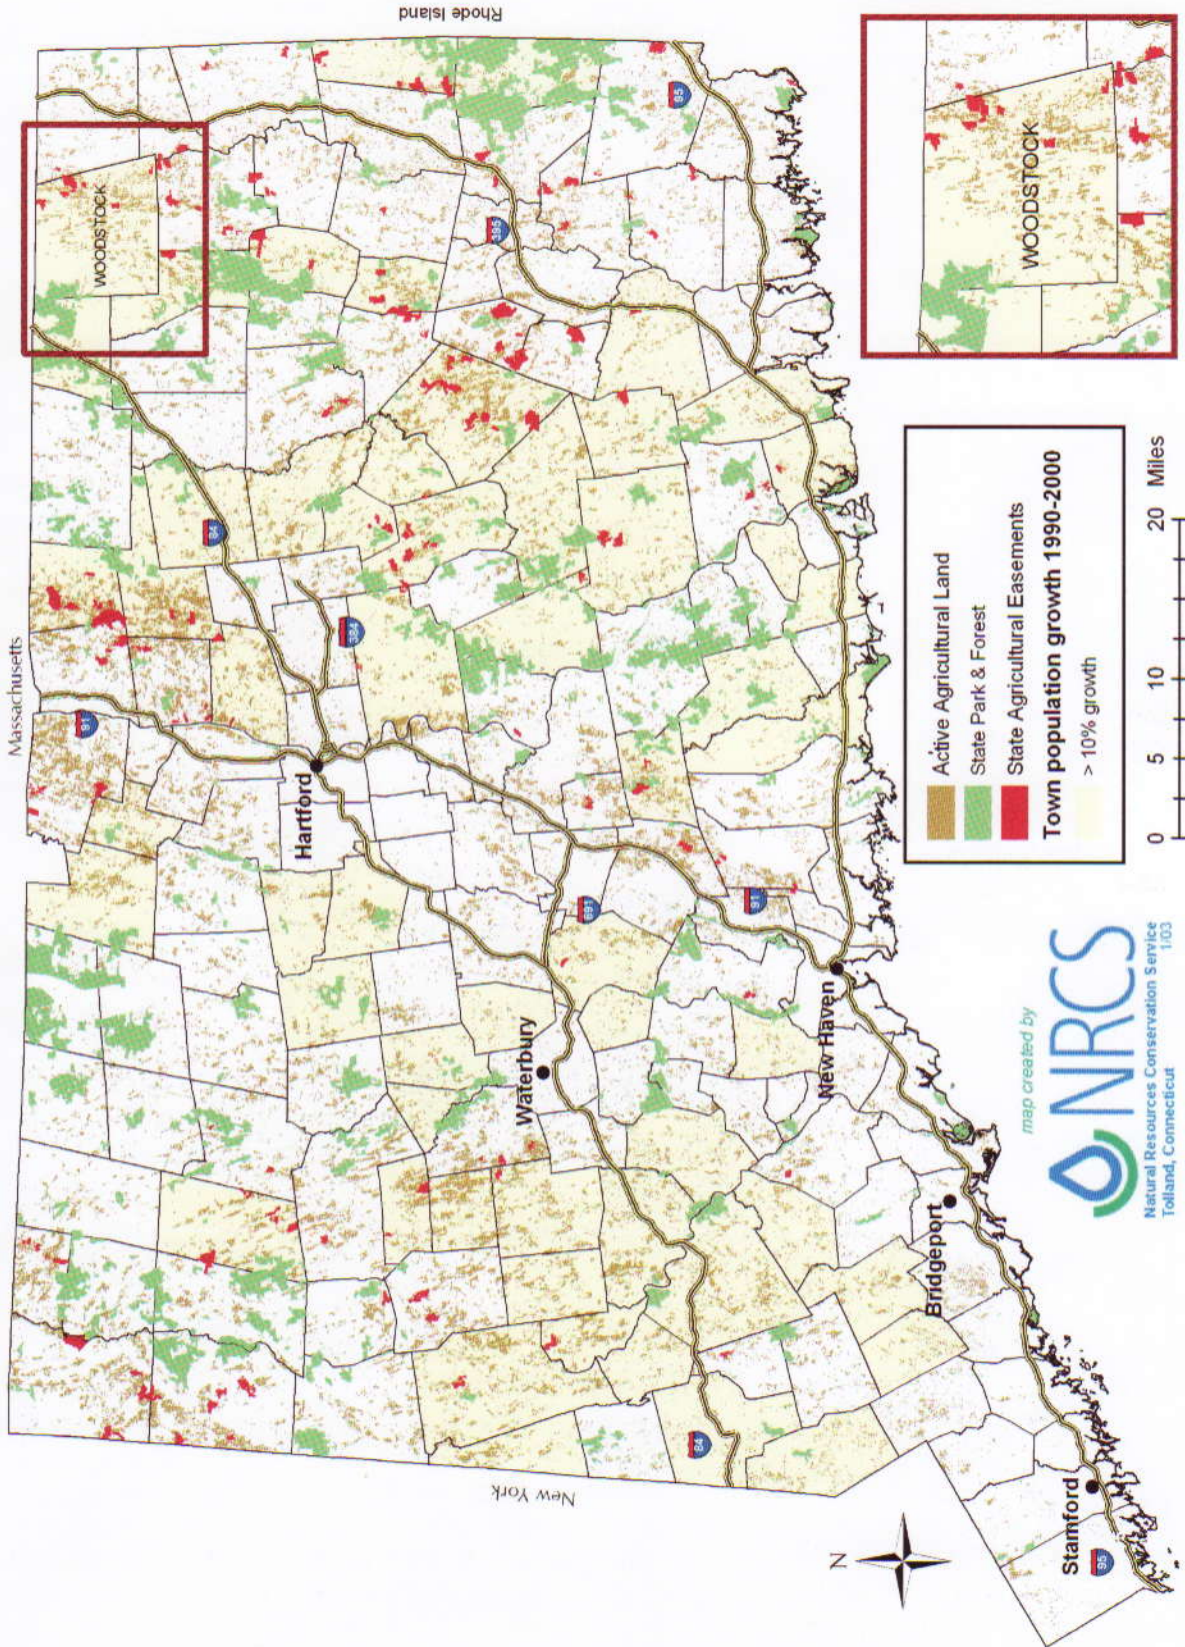 Massachusetts
Rhode Island
New York
WOODSTOCK
84
91
84
384
395
95
Hartford
691
91
Waterbury
New Haven
Bridgeport
84
Stamford
95
N
WOODSTOCK
Active Agricultural Land
State Park & Forest
State Agricultural Easements
Town population growth 1990-2000
> 10% growth
0 5 10 20 Miles
map created by
NRCS
Natural Resources Conservation Service
Tolland, Connecticut 1/03